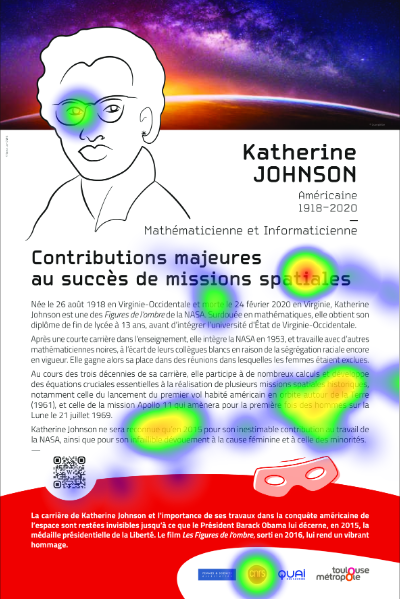 Katherine
JOHNSON
Américaine
1918-2020
Mathématicienne et Informaticienne
Contributions majeures
au succès de missions spatiales
Née le 26 août 1918 en Virginie-Occidentale et morte le 24 février 2020 en Virginie, Katherine
Johnson est une des Figures de l'ombre de la NASA. Surdouée en mathématiques, elle obtient son
diplôme de fin de lycée à 13 ans, avant d'intégrer l'université d'État de Virginie-Occidentale.
Après une courte carrière dans l'enseignement, elle intègre la NASA en 1953, et travaille avec d'autres
mathématiciennes noires, à l'écart de leurs collègues blancs en raison de la ségrégation raciale encore
en vigueur. Elle gagne alors sa place dans des réunions dans lesquelles les femmes étaient exclues.
Au cours des trois décennies de sa carrière, elle participe à de nombreux calculs et développe
des équations cruciales essentielles à la réalisation de plusieurs missions spatiales historiques,
notamment celle du lancement du premier vol habité américain en orbite autour de la Terre
(1961), et celle de la mission Apollo 11 qui amènera pour la première fois des hommes sur la
Lune le 21 juillet 1969.
Katherine Johnson ne sera reconnue qu'en 2016 pour son inestimable contribution au travail de
la NASA, ainsi que pour son infaillible dévouement à la cause féminine et à celle des minorités.
La carrière de Katherine Johnson et l'importance de ses travaux dans la conquête américaine de
l'espace sont restées invisibles jusqu'à ce que le Président Barack Obama lui décerne, en 2015, la
médaille présidentielle de la Liberté. Le film Les Figures de l'ombre, sorti en 2016, lui rend un vibrant
hommage.
cnrs
QUAI
toulouse
métropole